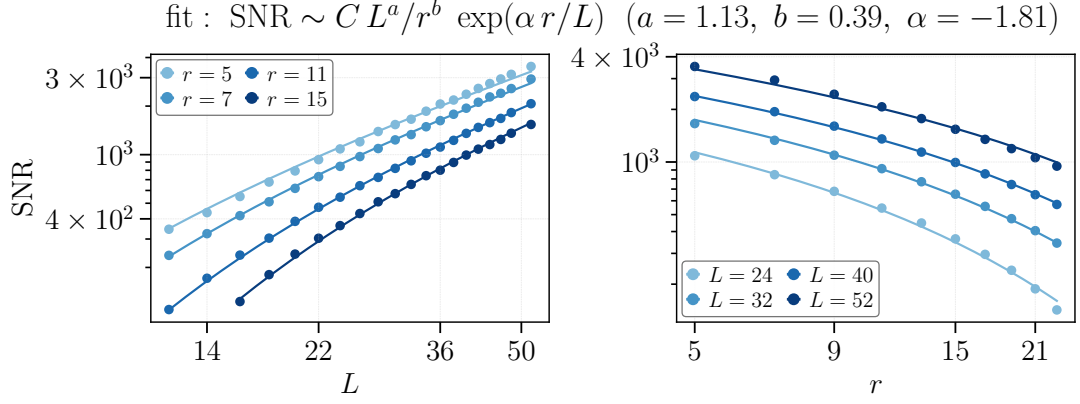 fit : SNR ∼ C L^a/r^b exp(α r/L) (a = 1.13, b = 0.39, α = −1.81)
SNR
3 × 10^3
10^3
4 × 10^2
r = 5 r = 11
r = 7 r = 15
14 22 36 50
L
4 × 10^3
10^3
L = 24 L = 40
L = 32 L = 52
5 9 15 21
r